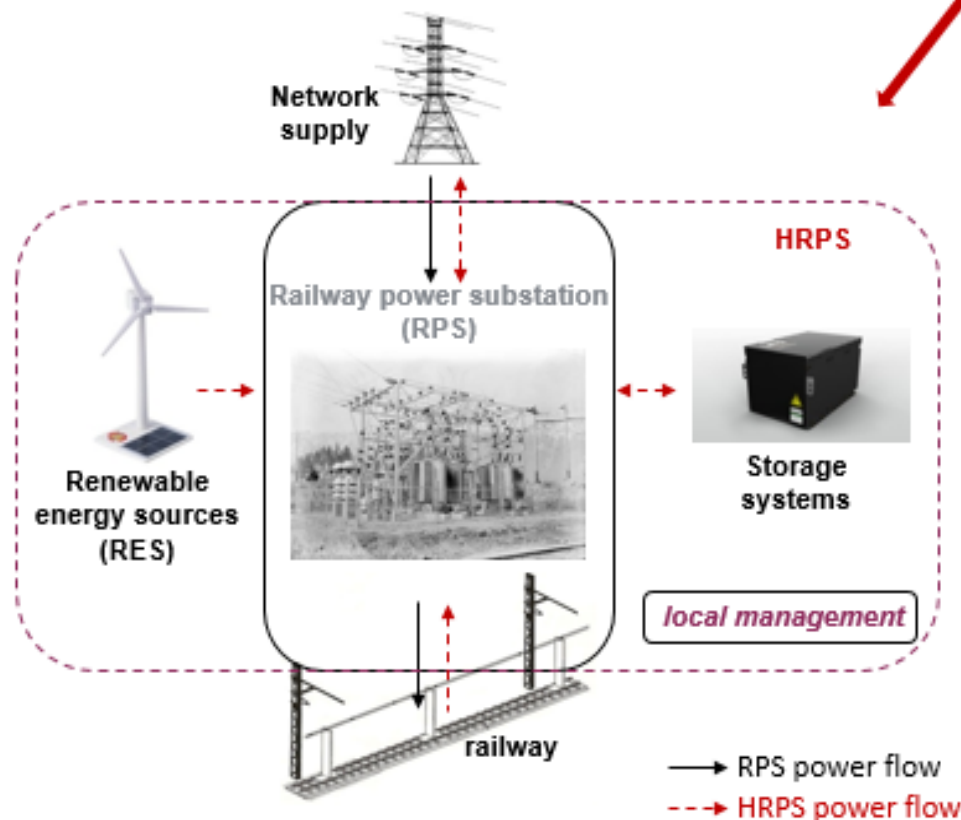 Network
supply
HRPS
Railway power substation
(RPS)
Renewable
energy sources
(RES)
Storage
systems
local management
railway
RPS power flow
HRPS power flow